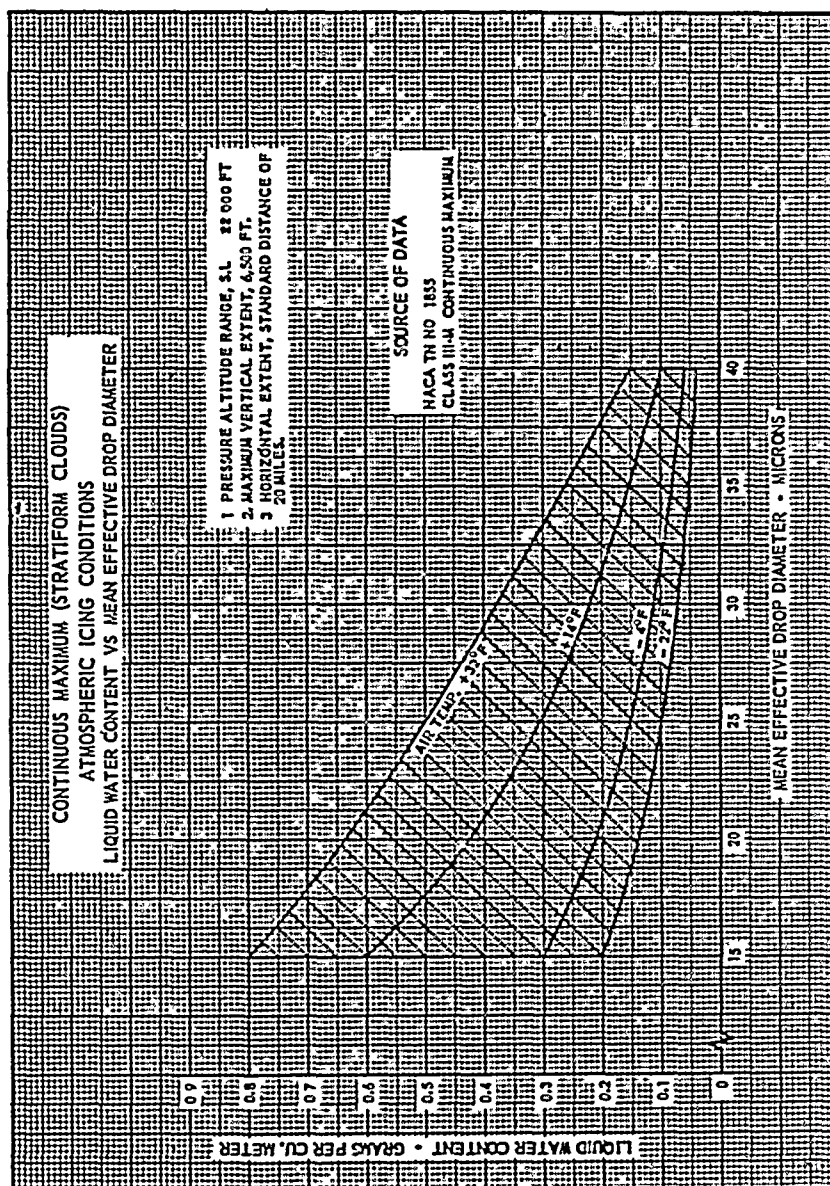 CONTINUOUS MAXIMUM (STRATIFORM CLOUDS)
ATMOSPHERIC ICING CONDITIONS
LIQUID WATER CONTENT VS MEAN EFFECTIVE DROP DIAMETER
1 PRESSURE ALTITUDE RANGE, S.L 22 000 FT
2. MAXIMUM VERTICAL EXTENT, 6,500 FT.
3 HORIZONTAL EXTENT, STANDARD DISTANCE OF
20 MILES.
SOURCE OF DATA
NACA TN NO 1855
CLASS III-M CONTINUOUS MAXIMUM
LIQUID WATER CONTENT - GRAMS PER CU. METER
0 9
0.8
0.7
0.6
0.5
0.4
0.3
0.2
0.1
0
AIR TEMP. +32°F
+14°F
- 4°F
- 22°F
15
20
25
30
35
40
MEAN EFFECTIVE DROP DIAMETER - MICRONS